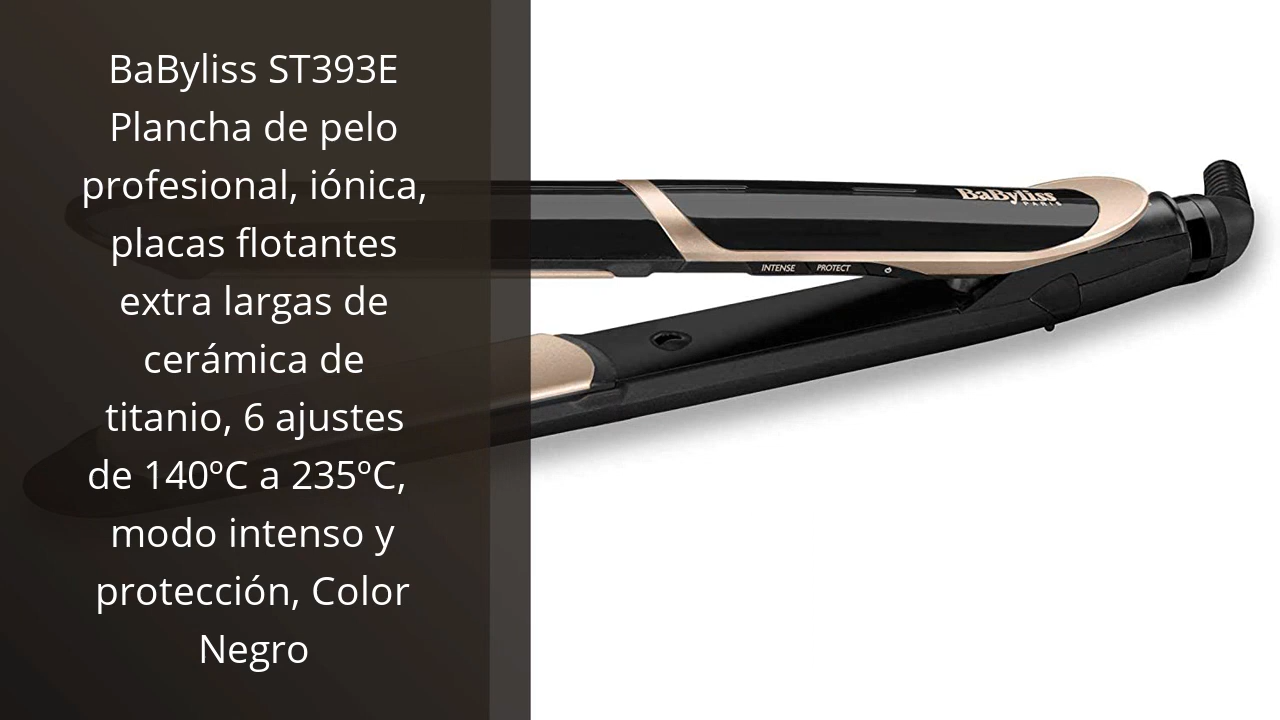 BaByliss ST393E
Plancha de pelo
profesional, iónica,
placas flotantes
extra largas de
cerámica de
titanio, 6 ajustes
de 140ºC a 235ºC,
modo intenso y
protección, Color
Negro
BaByliss
PARIS
INTENSE PROTECT